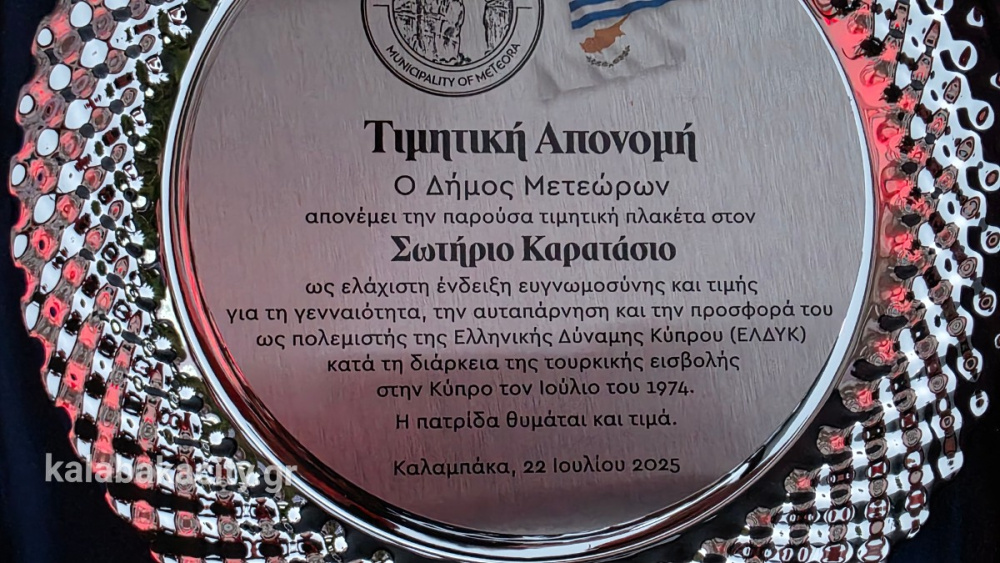 MUNICIPALITY OF METEORA
Τιμητική Απονομή
Ο Δήμος Μετεώρων
απονέμει την παρούσα τιμητική πλακέτα στον
Σωτήριο Καρατάσιο
ως ελάχιστη ένδειξη ευγνωμοσύνης και τιμής
για τη γενναιότητα, την αυταπάρνηση και την προσφορά του
ως πολεμιστής της Ελληνικής Δύναμης Κύπρου (ΕΛΔΥΚ)
κατά τη διάρκεια της τουρκικής εισβολής
στην Κύπρο τον Ιούλιο του 1974.
Η πατρίδα θυμάται και τιμά.
Καλαμπάκα, 22 Ιουλίου 2025
kalabakacity.gr